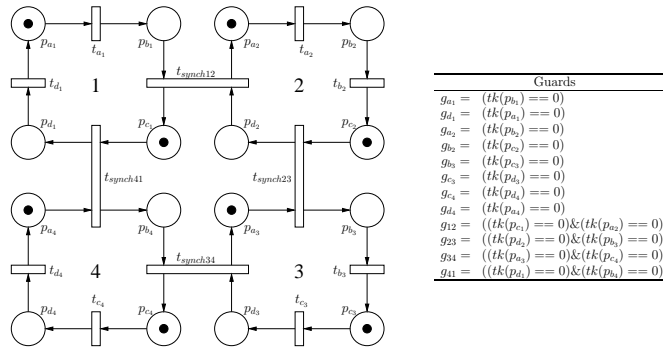 p_{a_1} t_{a_1} p_{b_1} p_{a_2} t_{a_2} p_{b_2}
t_{d_1} 1 t_{synch12} 2 t_{b_2}
p_{d_1} p_{c_1} p_{d_2} p_{c_2}
t_{synch41} t_{synch23}
p_{a_4} p_{b_4} p_{a_3} p_{b_3}
t_{d_4} 4 t_{synch34} 3 t_{b_3}
p_{d_4} t_{c_4} p_{c_4} p_{d_3} t_{c_3} p_{c_3}
Guards
g_{a_1} = (tk(p_{b_1}) == 0)
g_{d_1} = (tk(p_{a_1}) == 0)
g_{a_2} = (tk(p_{b_2}) == 0)
g_{b_2} = (tk(p_{c_2}) == 0)
g_{b_3} = (tk(p_{c_3}) == 0)
g_{c_3} = (tk(p_{d_3}) == 0)
g_{c_4} = (tk(p_{d_4}) == 0)
g_{d_4} = (tk(p_{a_4}) == 0)
g_{12} = ((tk(p_{c_1}) == 0)&(tk(p_{a_2}) == 0)
g_{23} = ((tk(p_{d_2}) == 0)&(tk(p_{b_3}) == 0)
g_{34} = ((tk(p_{a_3}) == 0)&(tk(p_{c_4}) == 0)
g_{41} = ((tk(p_{d_1}) == 0)&(tk(p_{b_4}) == 0)